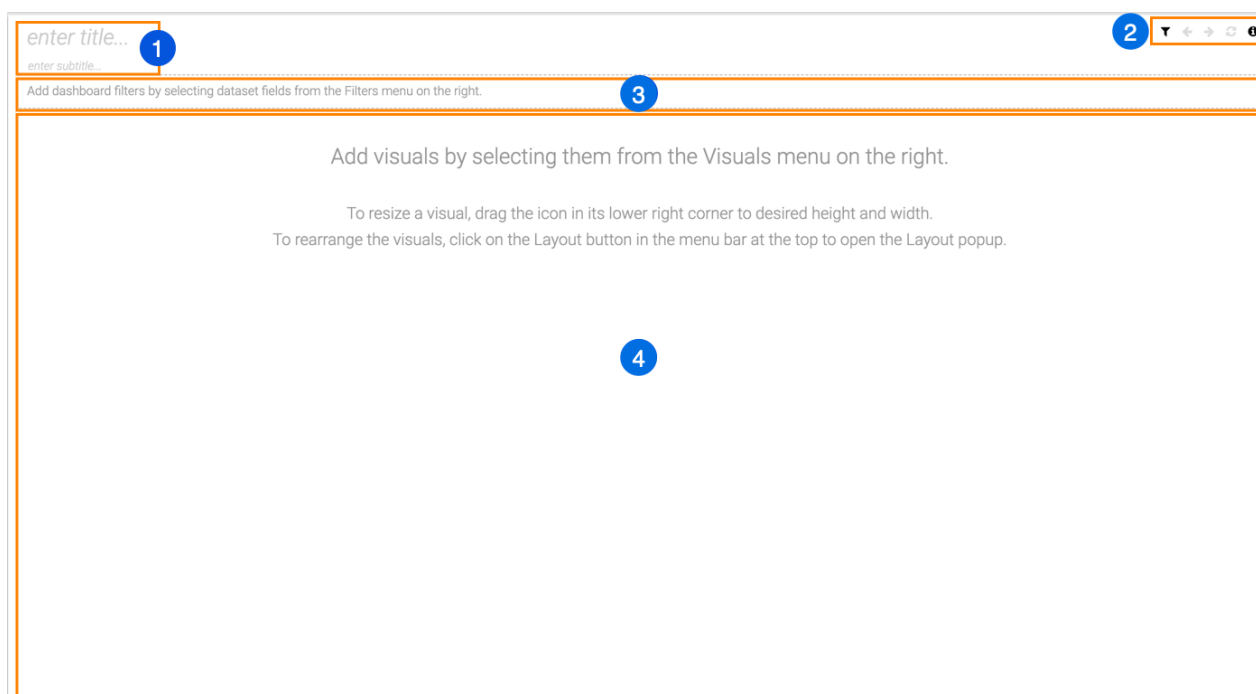 enter title...
1
2
enter subtitle...
Add dashboard filters by selecting dataset fields from the Filters menu on the right.
3
Add visuals by selecting them from the Visuals menu on the right.
To resize a visual, drag the icon in its lower right corner to desired height and width.
To rearrange the visuals, click on the Layout button in the menu bar at the top to open the Layout popup.
4